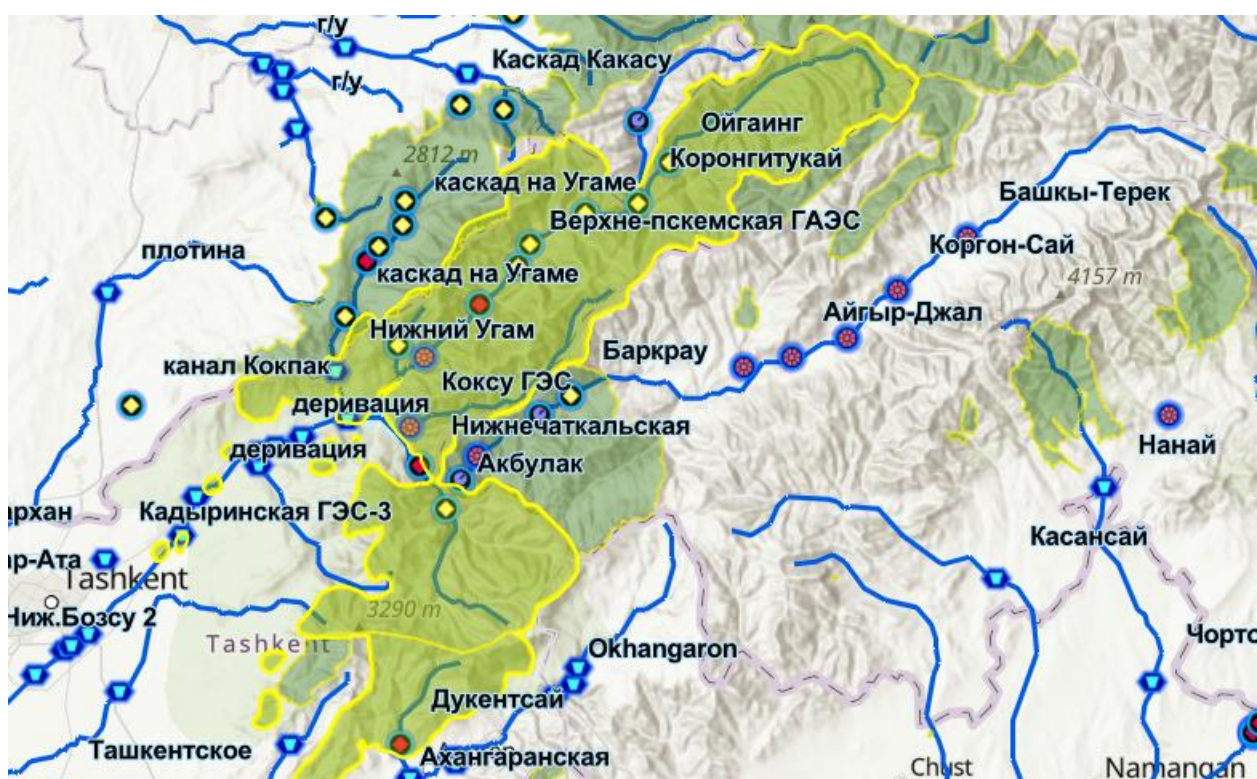 г/у
Каскад Какасу
г/у
Ойгаинг
2812 m
Коронгитукай
каскад на Угаме
Башкы-Терек
Верхне-пскемская ГАЭС
Коргон-Сай
плотина
каскад на Угаме
4157 m
Айгыр-Джал
Нижний Угам
Баркрау
канал Кокпак
Коксу ГЭС
деривация
Нижнечаткальская
Нанай
деривация
Акбулак
архан
Кадыринская ГЭС-3
Касансай
ар-Ата
Tashkent
3290 m
Ниж.Бозсу 2
Чорто
Tashkent
Okhangaron
Дукентсай
Ташкентское
Ахангаранская
Chust
Namangan